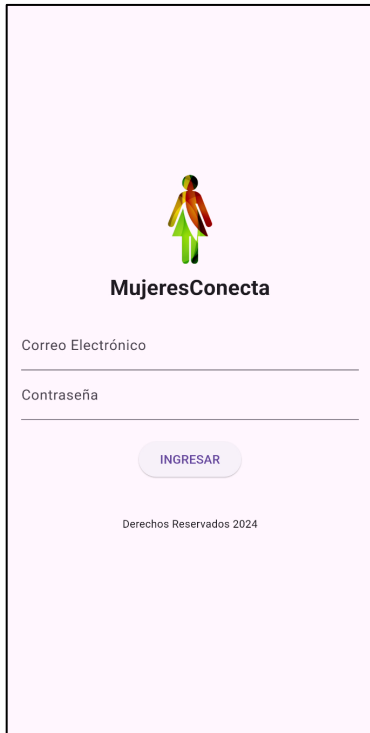 MujeresConecta
Correo Electrónico
Contraseña
INGRESAR
Derechos Reservados 2024